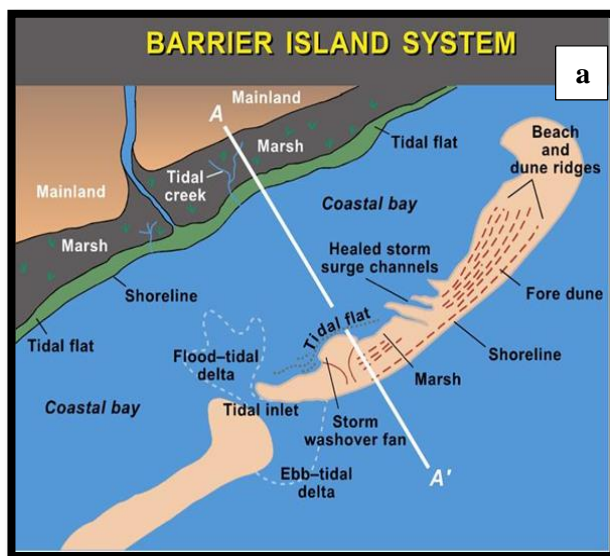 BARRIER ISLAND SYSTEM
a
Mainland
A
Marsh
Tidal flat
Beach
and
dune ridges
Tidal
creek
Mainland
Coastal bay
Marsh
Healed storm
surge channels
Fore dune
Shoreline
Tidal flat
Shoreline
Tidal flat
Flood–tidal
delta
Marsh
Coastal bay
Tidal inlet
Storm
washover fan
Ebb–tidal
delta
A'